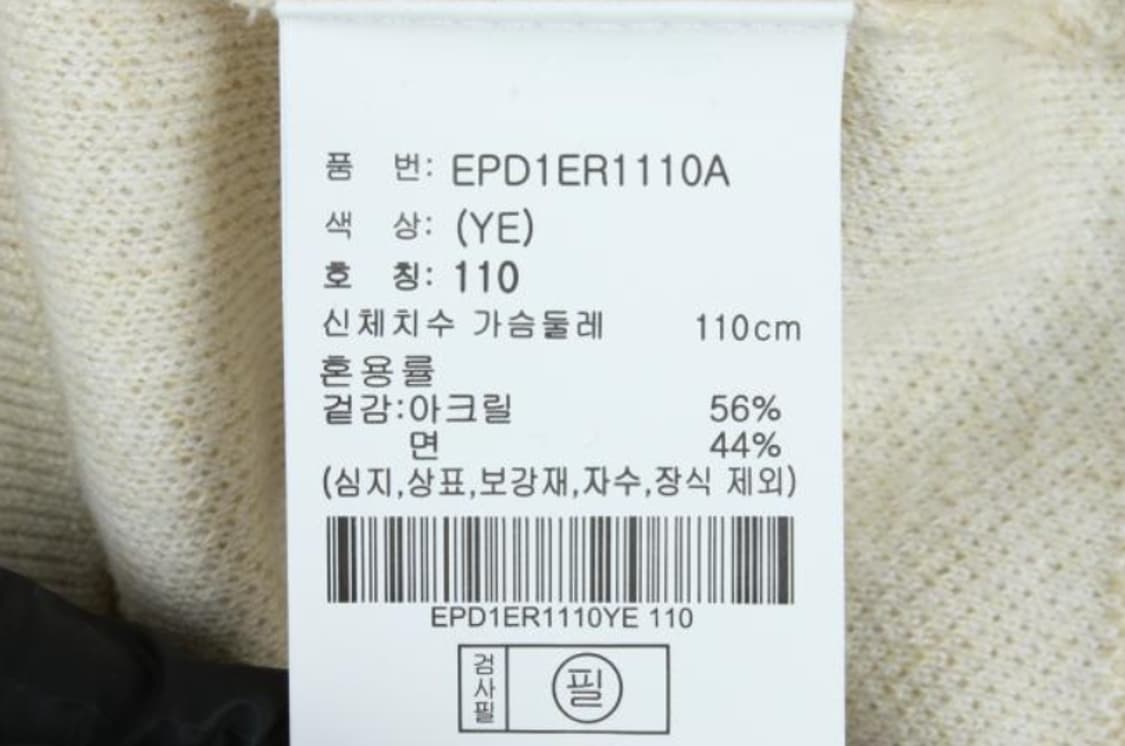 품 번: EPD1ER1110A
색 상: (YE)
호 칭: 110
신체치수 가슴둘레 110cm
혼용률
겉감:아크릴 56%
면 44%
(심지,상표,보강재,자수,장식 제외)
EPD1ER1110YE 110
검사필 필